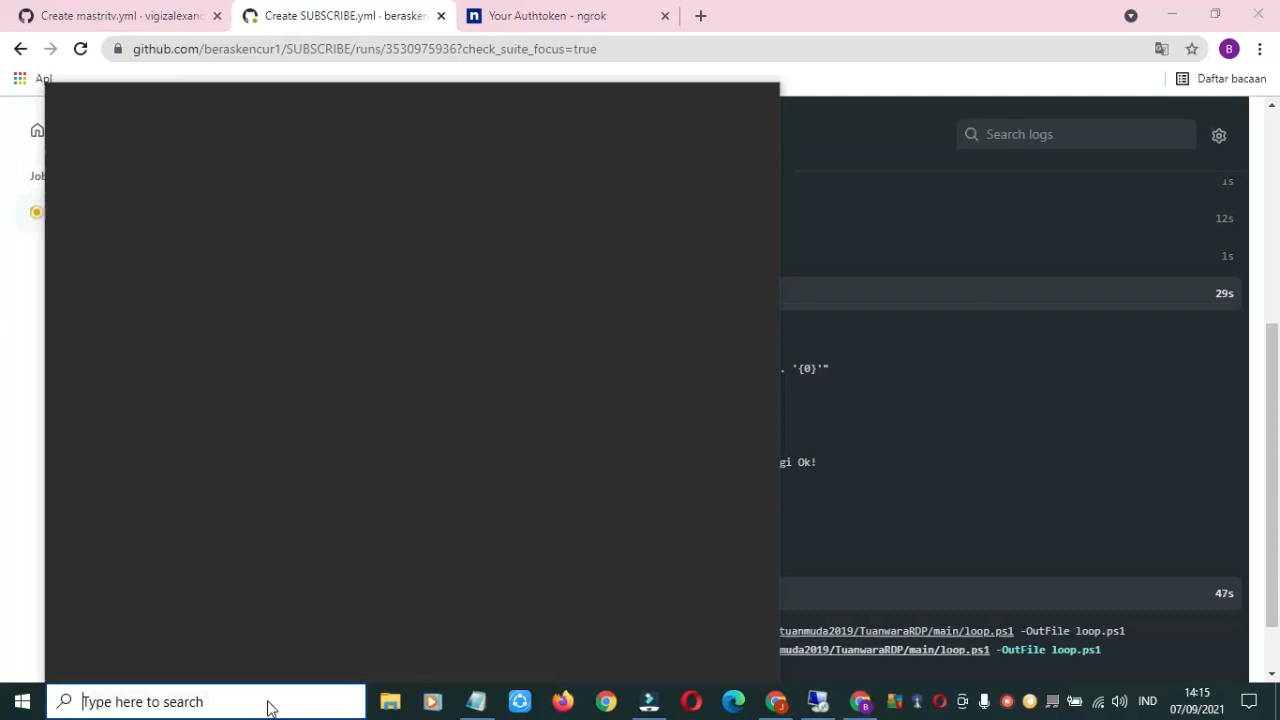 Create mastritv.yml · vigizalexand
Create SUBSCRIBE.yml · berasken
Your Authtoken - ngrok
github.com/beraskencur1/SUBSCRIBE/runs/3530975936?check_suite_focus=true
B
Apl
Daftar bacaan
Search logs
Job
1s
12s
1s
29s
. '{0}'"
gi Ok!
47s
tuanmuda2019/TuanwaraRDP/main/loop.ps1 -OutFile loop.ps1
muda2019/TuanwaraRDP/main/loop.ps1 -OutFile loop.ps1
Type here to search
IND
14:15
07/09/2021